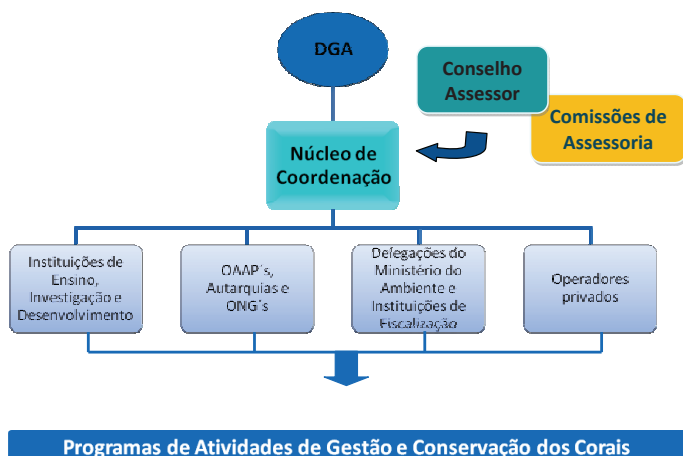 DGA
Conselho
Assessor
Comissões de
Assessoria
Núcleo de
Coordenação
Instituições de
Ensino,
Investigação e
Desenvolvimento
OAAP´s,
Autarquias e
ONG´s
Delegações do
Ministério do
Ambiente e
Instituições de
Fiscalização
Operadores
privados
Programas de Atividades de Gestão e Conservação dos Corais